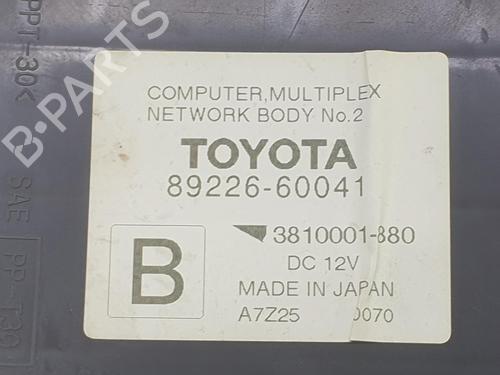 COMPUTER, MULTIPLEX
NETWORK BODY No.2
TOYOTA
89226-60041
3810001-880
B
DC 12V
MADE IN JAPAN
A7Z25 0070
PPT-30<
SAE
PP-T30
B-PARTS